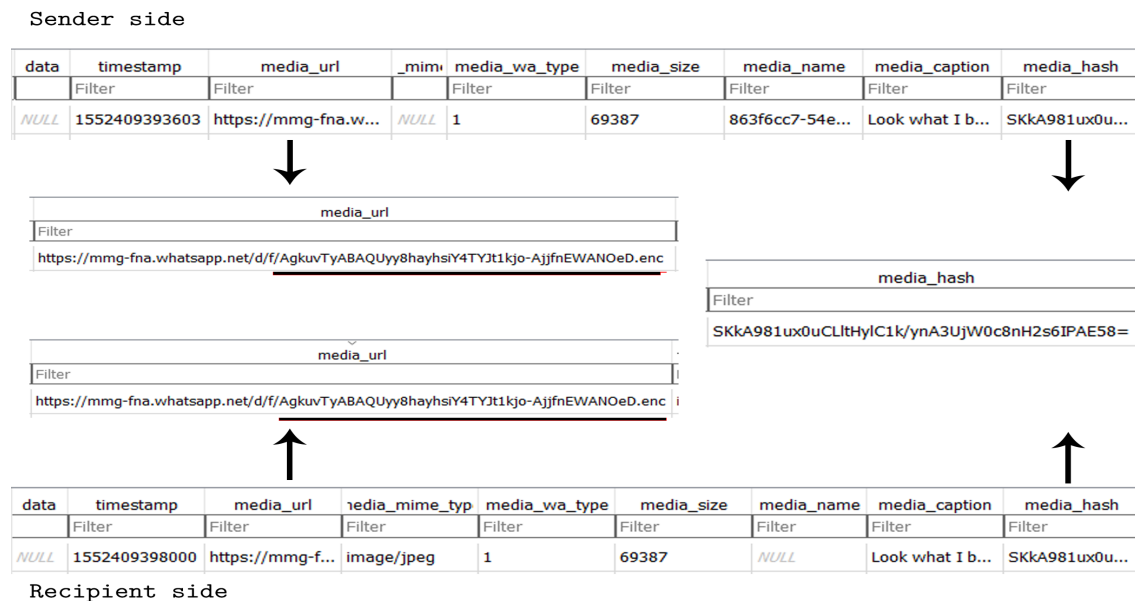 Sender side
data timestamp media_url _mim media_wa_type media_size media_name media_caption media_hash
Filter Filter Filter Filter Filter Filter Filter
NULL 1552409393603 https://mmg-fna.w... NULL 1 69387 863f6cc7-54e... Look what I b... SKkA981ux0u...
media_url
Filter
https://mmg-fna.whatsapp.net/d/f/AgkuvTyABAQUyy8hayhsiY4TYJt1kjo-AjjfnEWANOeD.enc
media_hash
Filter
SKkA981ux0uCLltHylC1k/ynA3UjW0c8nH2s6IPAE58=
media_url
Filter
https://mmg-fna.whatsapp.net/d/f/AgkuvTyABAQUyy8hayhsiY4TYJt1kjo-AjjfnEWANOeD.enc
data timestamp media_url nedia_mime_typ media_wa_type media_size media_name media_caption media_hash
Filter Filter Filter Filter Filter Filter Filter Filter
NULL 1552409398000 https://mmg-f... image/jpeg 1 69387 NULL Look what I b... SKkA981ux0u...
Recipient side